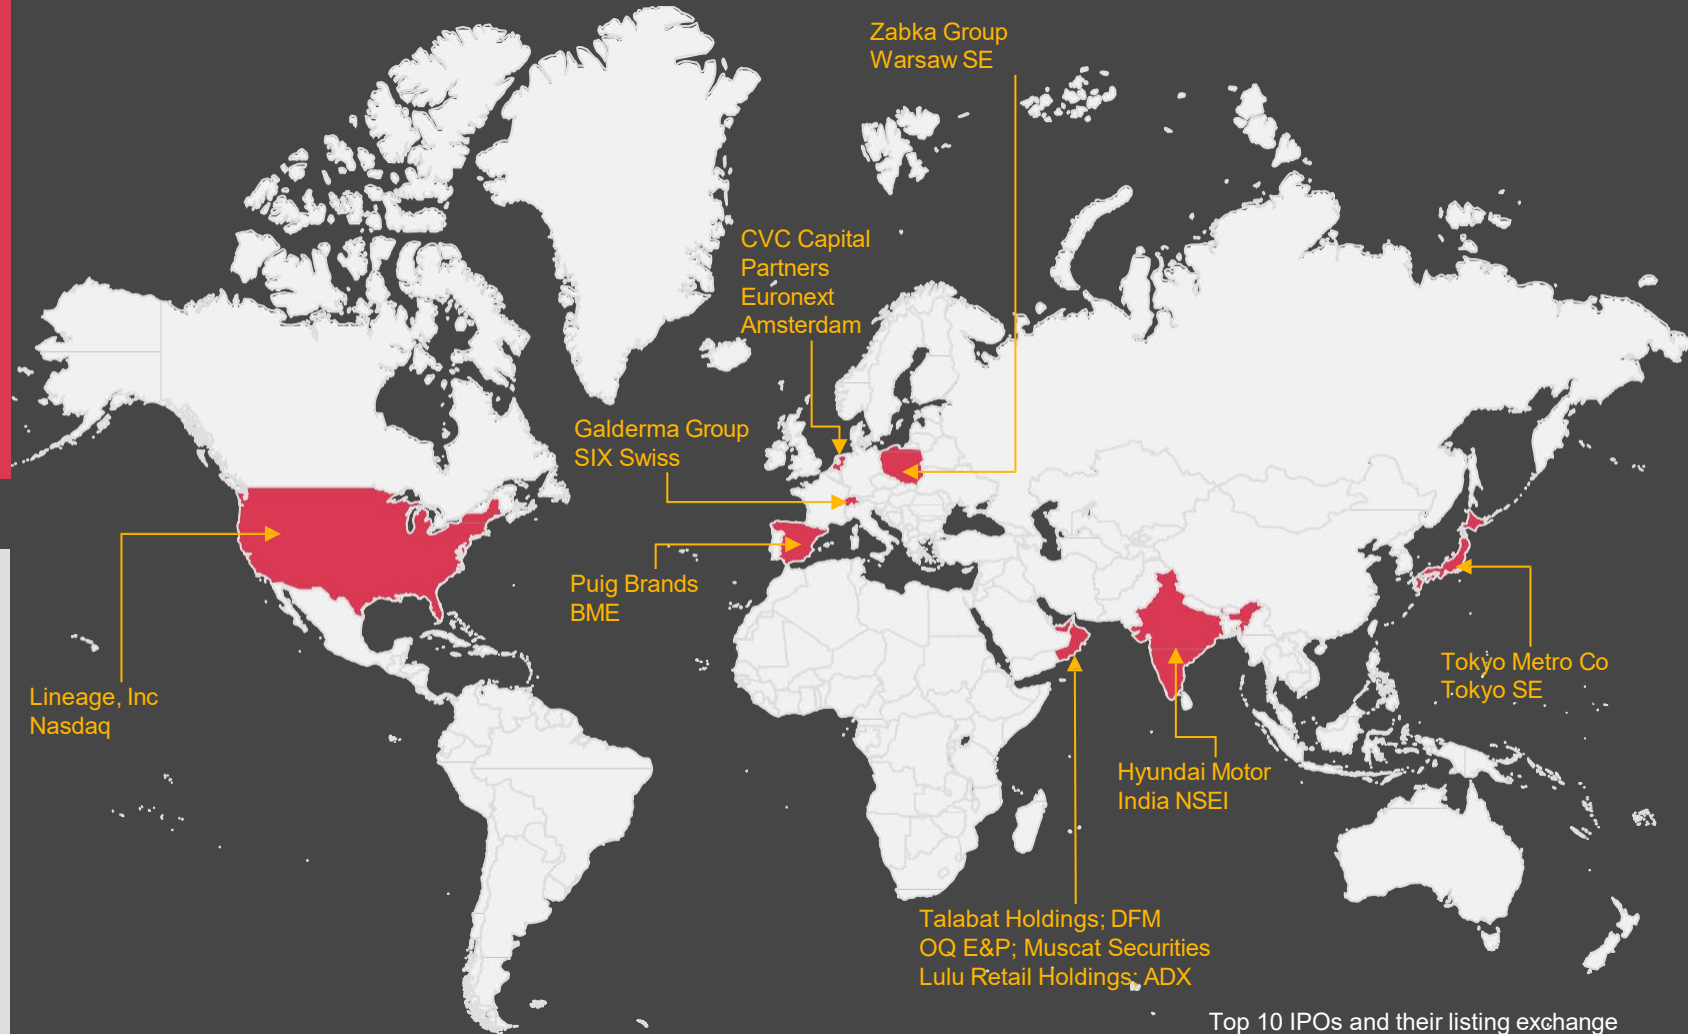 Zabka Group
Warsaw SE
CVC Capital
Partners
Euronext
Amsterdam
Galderma Group
SIX Swiss
Puig Brands
BME
Lineage, Inc
Nasdaq
Tokyo Metro Co
Tokyo SE
Hyundai Motor
India NSEI
Talabat Holdings; DFM
OQ E&P; Muscat Securities
Lulu Retail Holdings; ADX
Top 10 IPOs and their listing exchange